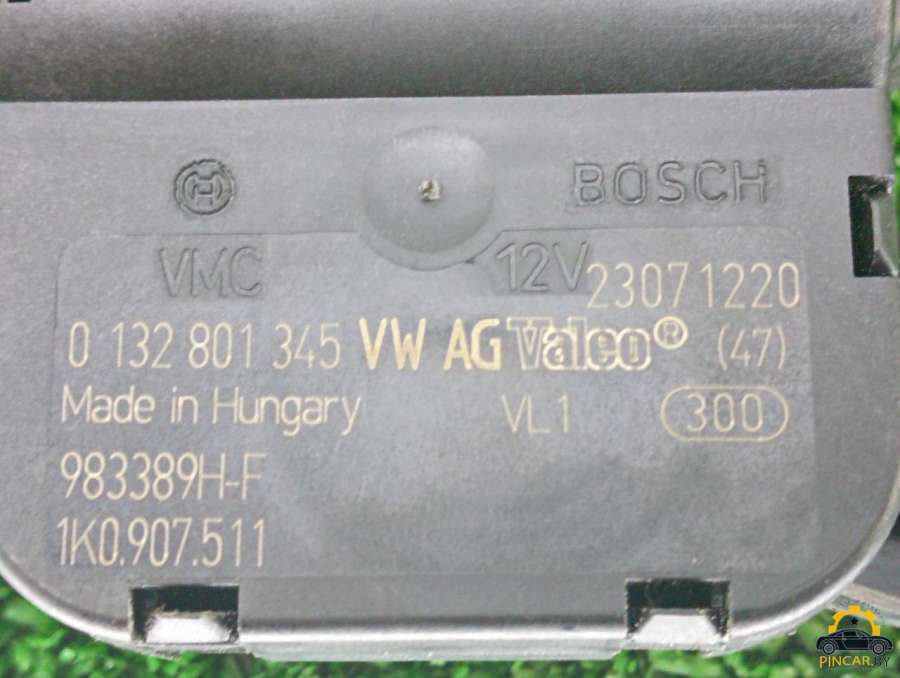 BOSCH
VMC 12V 23071220
0 132 801 345 VW AG Valeo® (47)
Made in Hungary VL1 300
983389H-F
1K0.907.511
PINCAR.BY